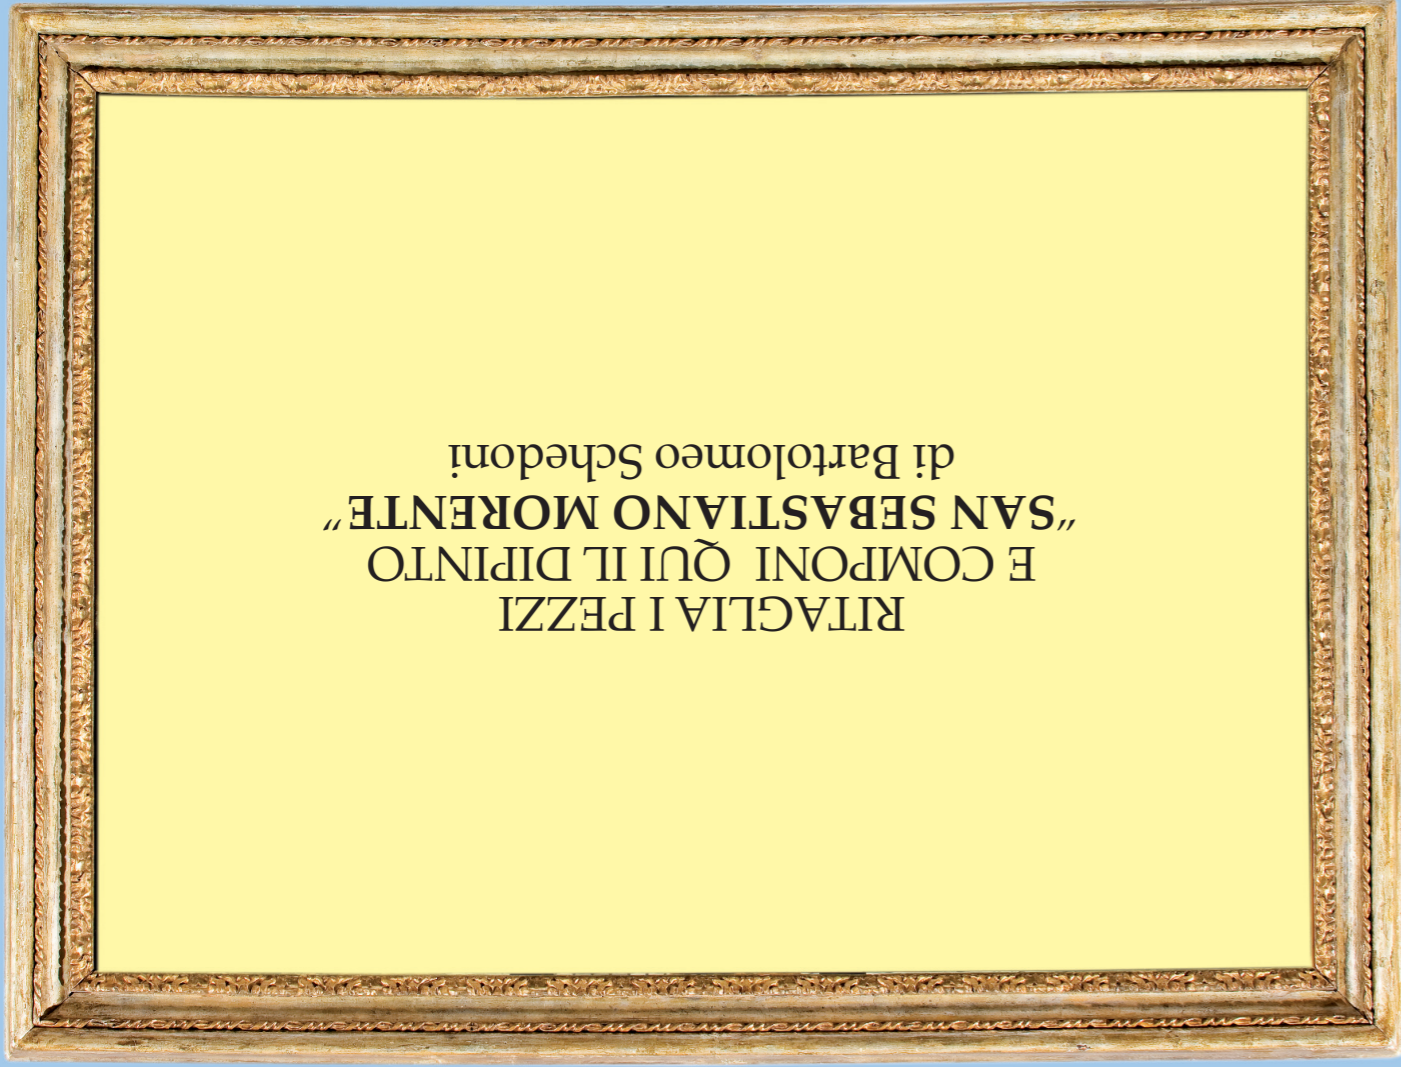 RITAGLIA I PEZZI
E COMPONI QUI IL DIPINTO
“SAN SEBASTIANO MORENTE”
di Bartolomeo Schedoni